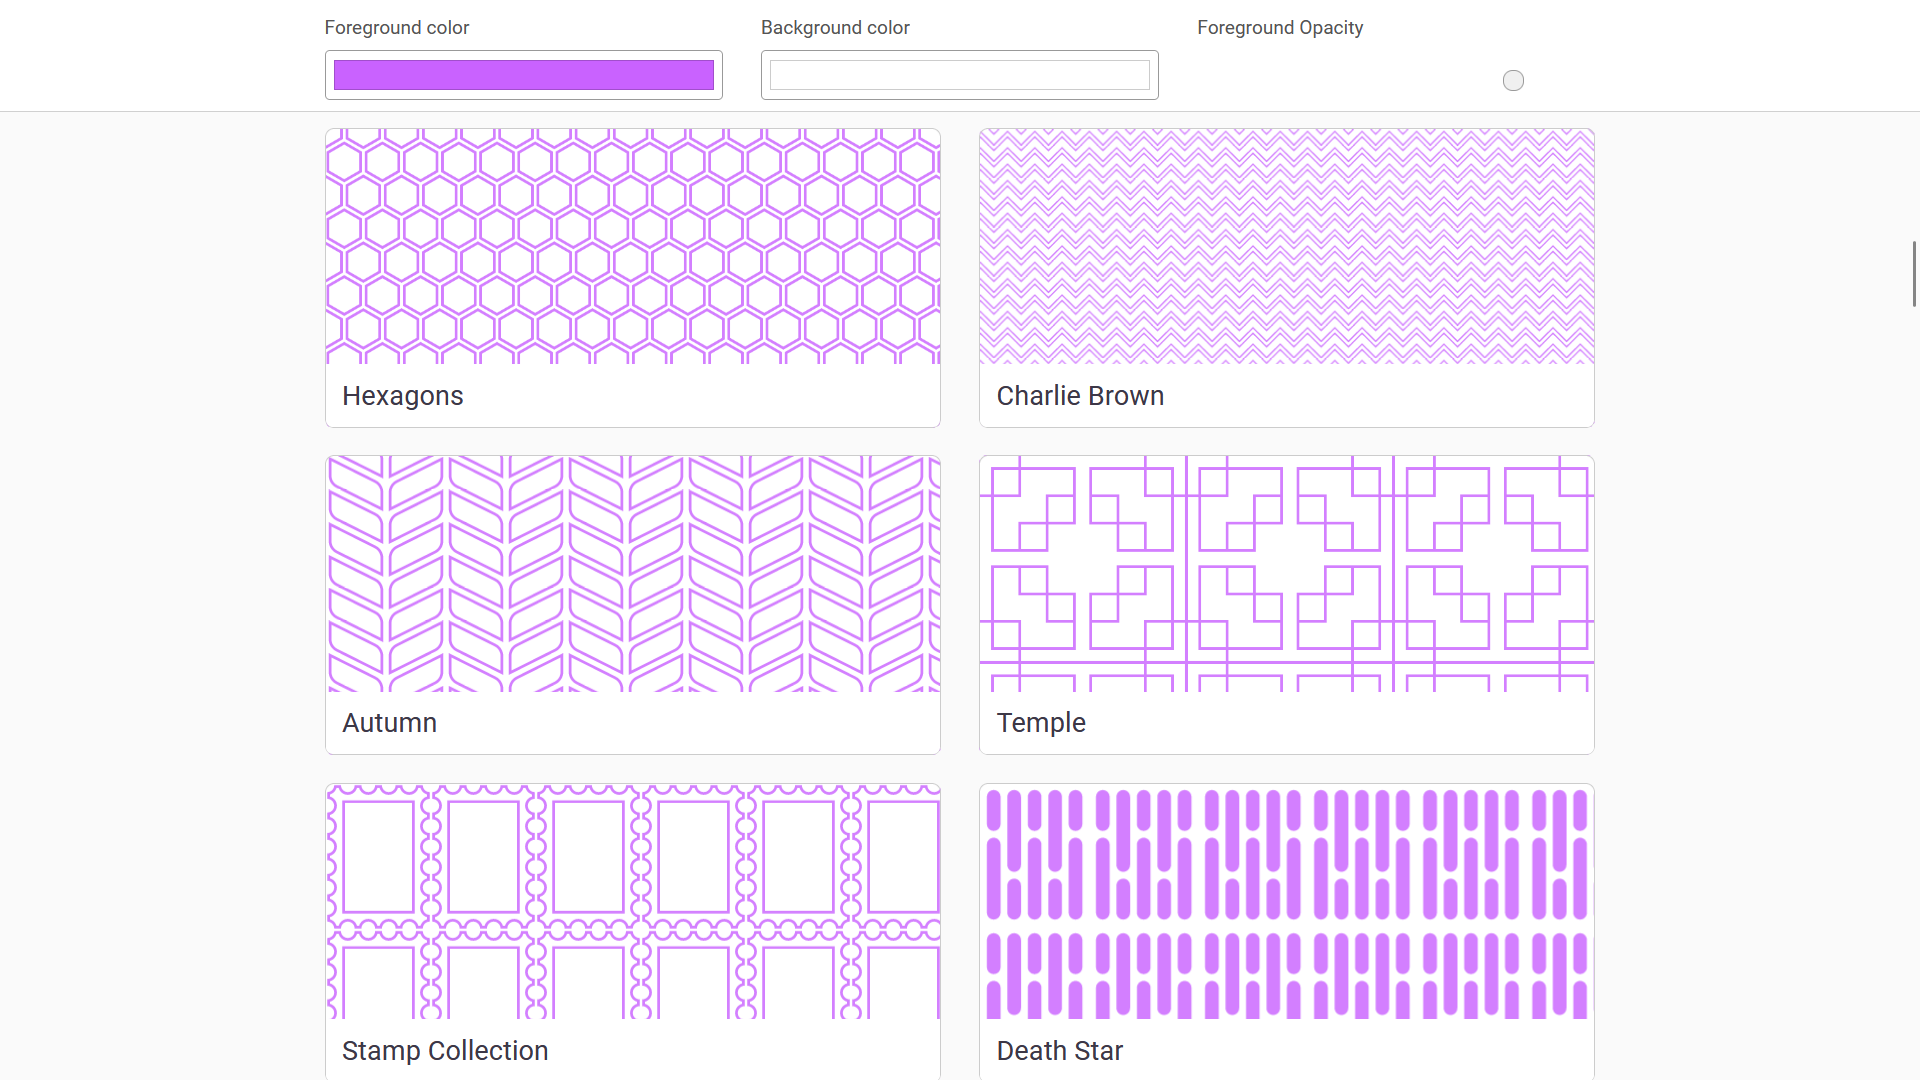 Foreground color
Background color
Foreground Opacity
Hexagons
Charlie Brown
Autumn
Temple
Stamp Collection
Death Star